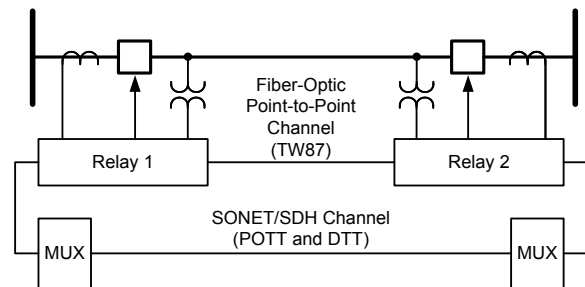 Fiber-Optic
Point-to-Point
Channel
(TW87)
Relay 1
Relay 2
SONET/SDH Channel
(POTT and DTT)
MUX
MUX